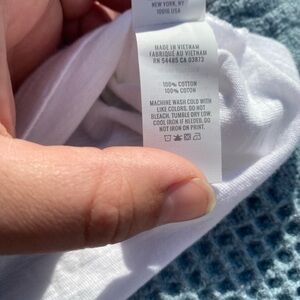 NEW YORK, NY
10018 USA
MADE IN VIETNAM
FABRIQUÉ AU VIETNAM
RN 54485 CA 03873
100% COTTON
100% COTON
MACHINE WASH COLD WITH
LIKE COLORS. DO NOT
BLEACH. TUMBLE DRY LOW.
COOL IRON IF NEEDED. DO
NOT IRON ON PRINT.